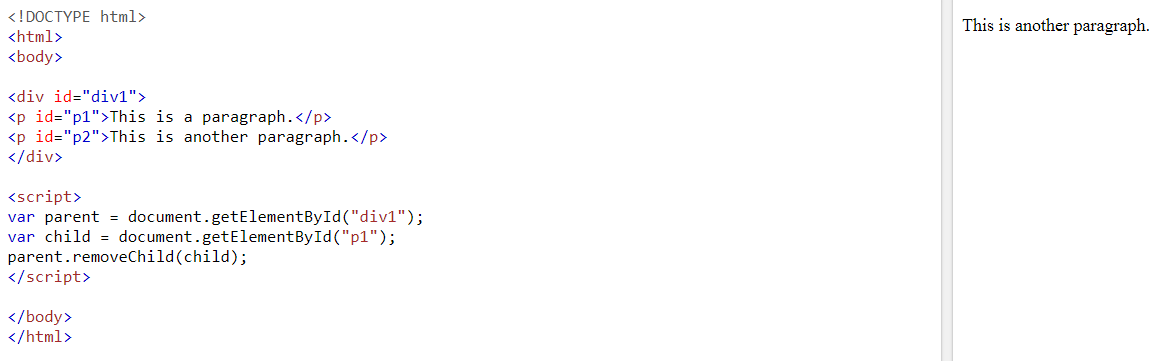 <!DOCTYPE html>
<html>
<body>
<div id="div1">
<p id="p1">This is a paragraph.</p>
<p id="p2">This is another paragraph.</p>
</div>
<script>
var parent = document.getElementById("div1");
var child = document.getElementById("p1");
parent.removeChild(child);
</script>
</body>
</html>
This is another paragraph.